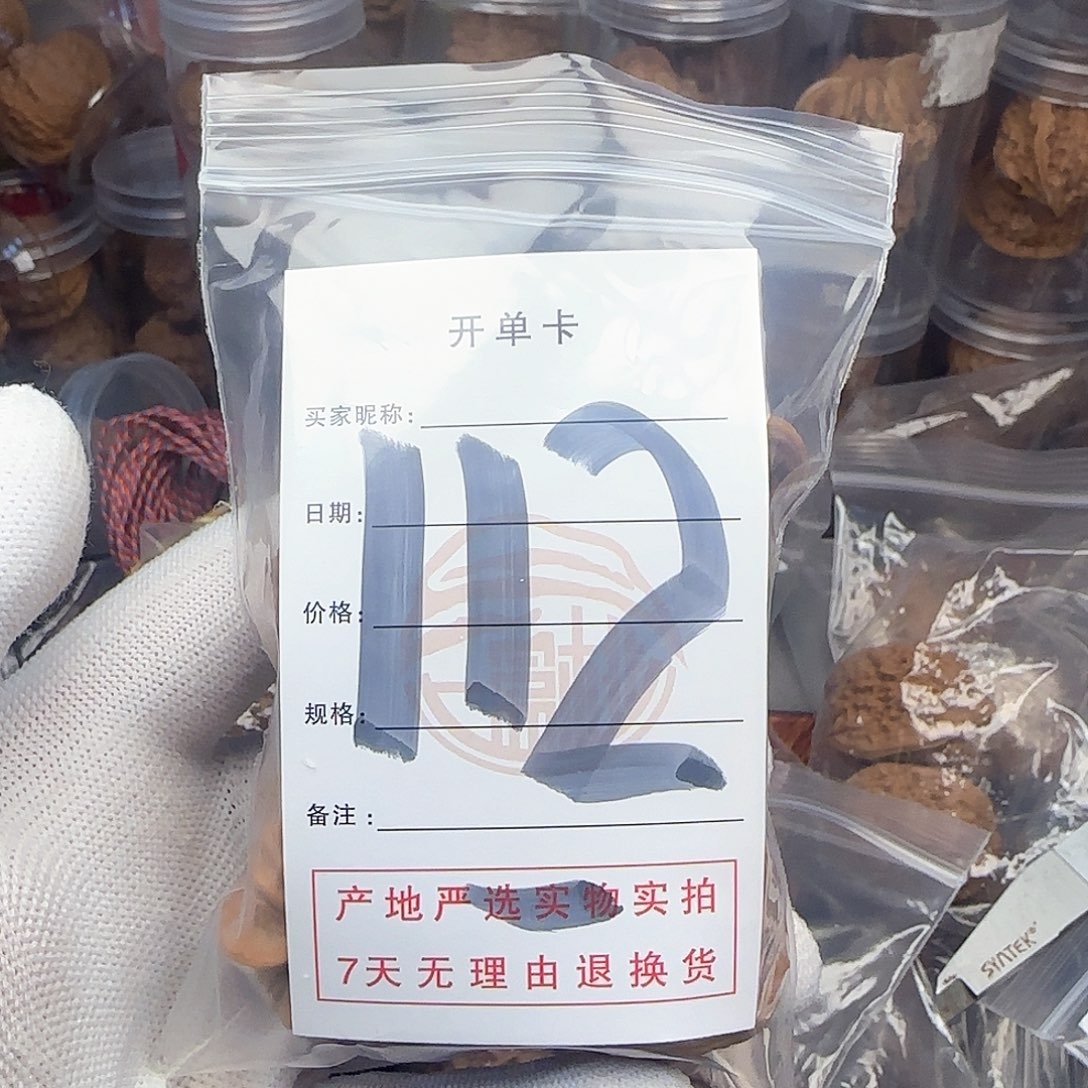 开单卡
买家昵称:
112
日期:
价格:
规格:
备注:
产地严选实物实拍
7天无理由退换货
SYNTEK®